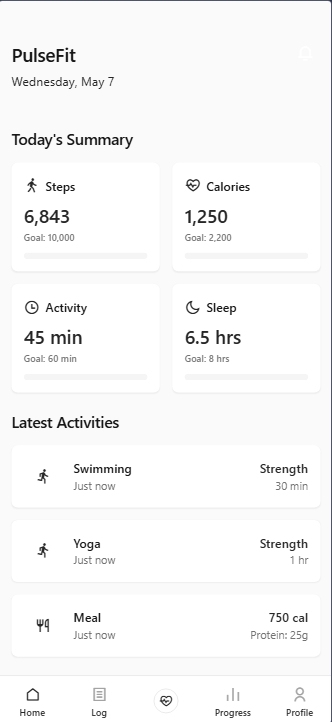 PulseFit
Wednesday, May 7
Today's Summary
Steps
6,843
Goal: 10,000
Calories
1,250
Goal: 2,200
Activity
45 min
Goal: 60 min
Sleep
6.5 hrs
Goal: 8 hrs
Latest Activities
Swimming
Strength
Just now
30 min
Yoga
Strength
Just now
1 hr
Meal
750 cal
Just now
Protein: 25g
Home
Log
Progress
Profile